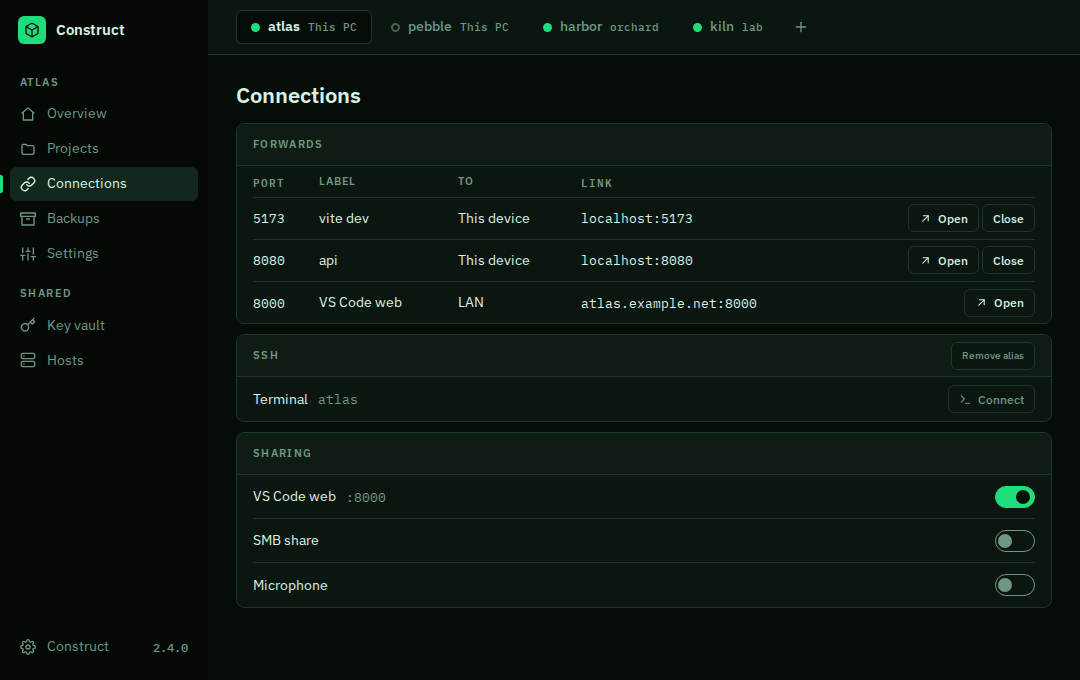 Construct
atlas This PC
pebble This PC
harbor orchard
kiln lab
ATLAS
Overview
Projects
Connections
Backups
Settings
SHARED
Key vault
Hosts
Construct 2.4.0
Connections
FORWARDS
PORT LABEL TO LINK
5173 vite dev This device localhost:5173 Open Close
8080 api This device localhost:8080 Open Close
8000 VS Code web LAN atlas.example.net:8000 Open
SSH Remove alias
Terminal atlas Connect
SHARING
VS Code web :8000
SMB share
Microphone